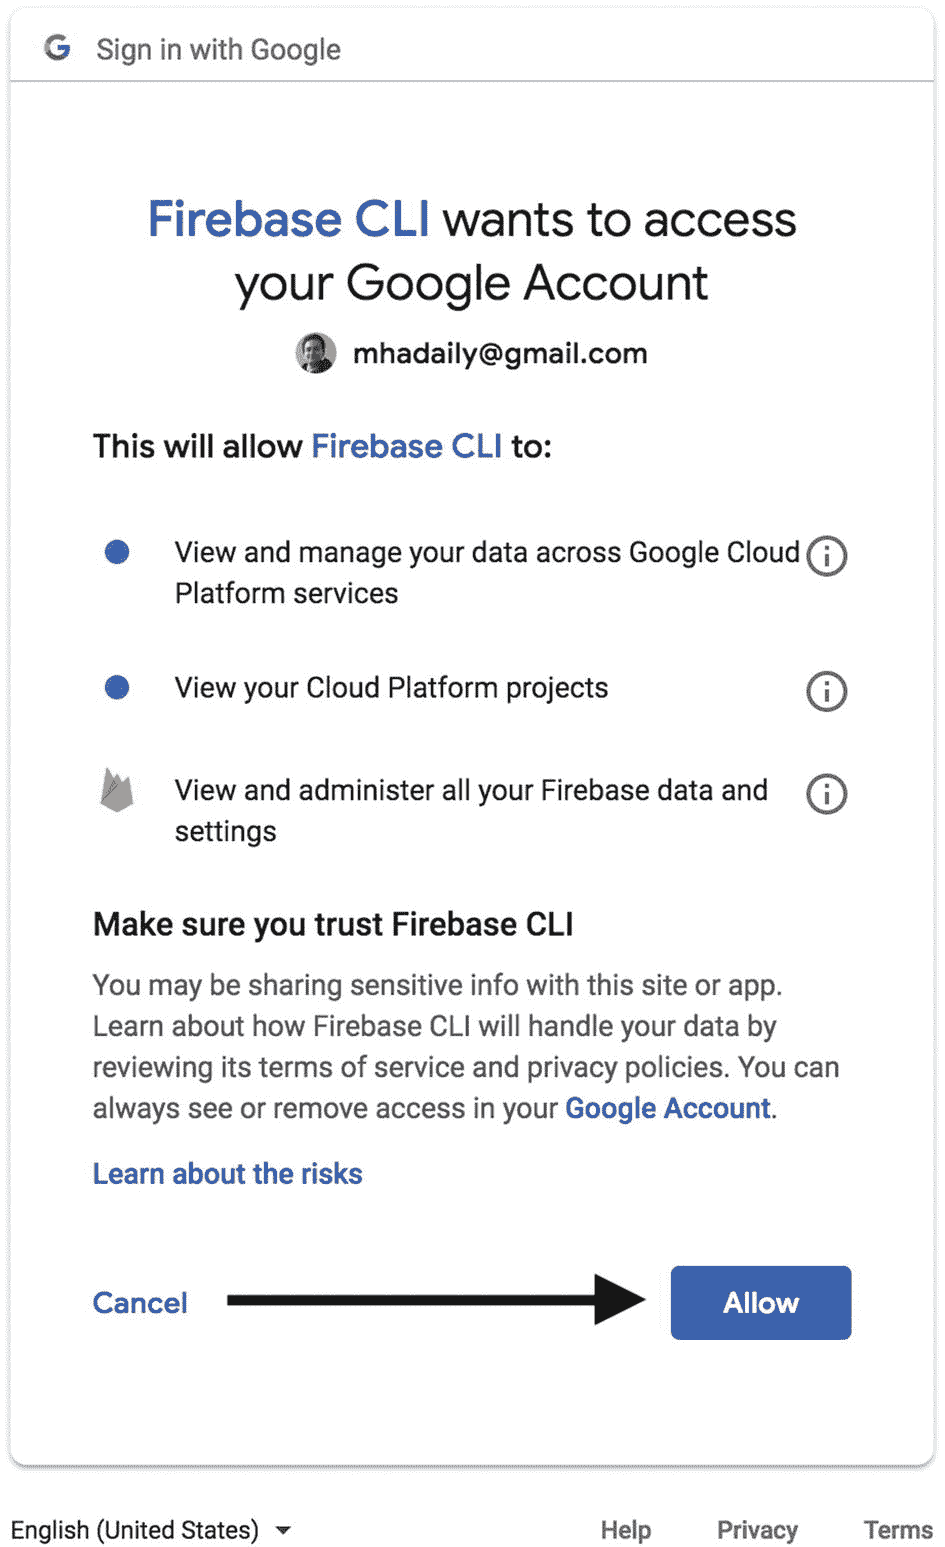 Sign in with Google
Firebase CLI wants to access
your Google Account
mhadaily@gmail.com
This will allow Firebase CLI to:
View and manage your data across Google Cloud
Platform services
View your Cloud Platform projects
View and administer all your Firebase data and
settings
Make sure you trust Firebase CLI
You may be sharing sensitive info with this site or app.
Learn about how Firebase CLI will handle your data by
reviewing its terms of service and privacy policies. You can
always see or remove access in your Google Account.
Learn about the risks
Cancel Allow
English (United States) Help Privacy Terms